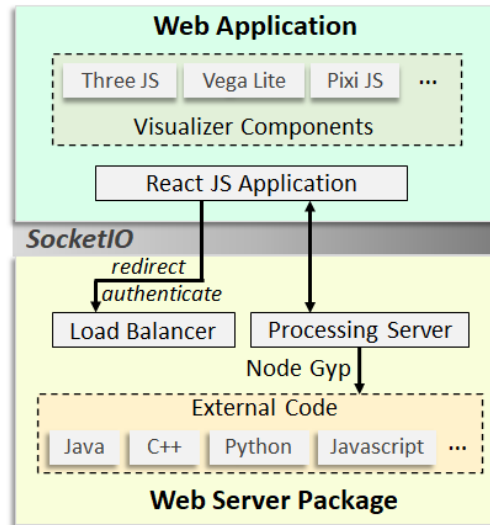 Web Application
Three JS Vega Lite Pixi JS ...
Visualizer Components
React JS Application
SocketIO
redirect
authenticate
Load Balancer Processing Server
Node Gyp
External Code
Java C++ Python Javascript ...
Web Server Package